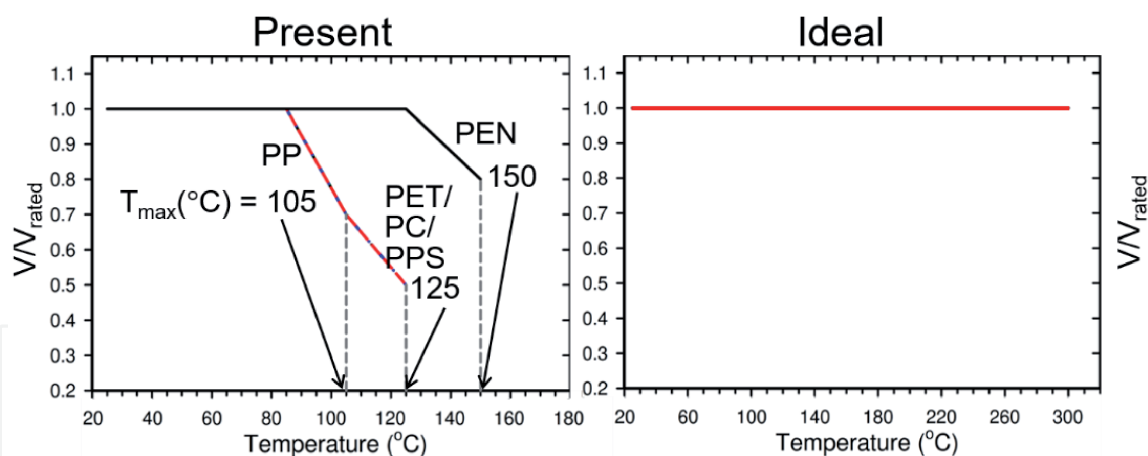 Present
V/V_rated
1.1
1.0
0.9
0.8
0.7
0.6
0.5
0.4
0.3
0.2
PP
PEN
T_max(°C) = 105
PET/
PC/
PPS
125
150
20 40 60 80 100 120 140 160 180
Temperature (°C)
Ideal
1.1
1.0
0.9
0.8
0.7
0.6
0.5
0.4
0.3
0.2
20 60 100 140 180 220 260 300
Temperature (°C)
V/V_rated